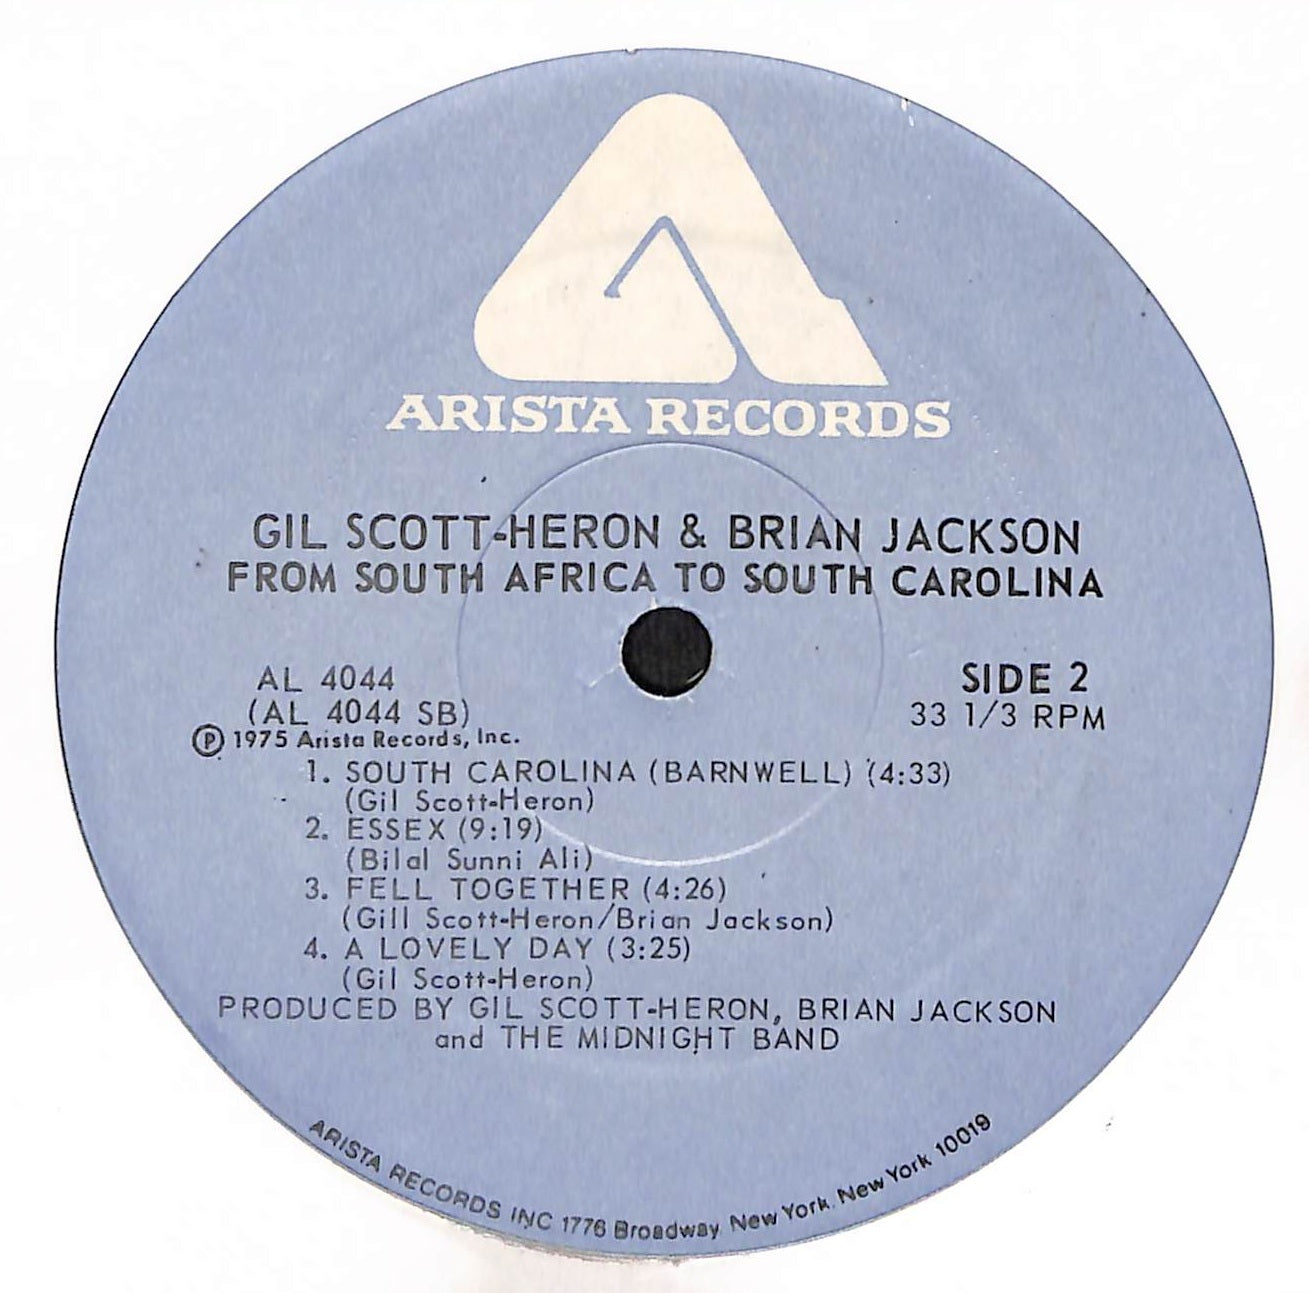 ARISTA RECORDS
GIL SCOTT-HERON & BRIAN JACKSON
FROM SOUTH AFRICA TO SOUTH CAROLINA
AL 4044
(AL 4044 SB)
Ⓟ 1975 Arista Records, Inc.
SIDE 2
33 1/3 RPM
1. SOUTH CAROLINA (BARNWELL) (4:33)
(Gil Scott-Heron)
2. ESSEX (9:19)
(Bilal Sunni Ali)
3. FELL TOGETHER (4:26)
(Gill Scott-Heron/Brian Jackson)
4. A LOVELY DAY (3:25)
(Gil Scott-Heron)
PRODUCED BY GIL SCOTT-HERON, BRIAN JACKSON
and THE MIDNIGHT BAND
ARISTA RECORDS INC 1776 Broadway, New York, New York 10019